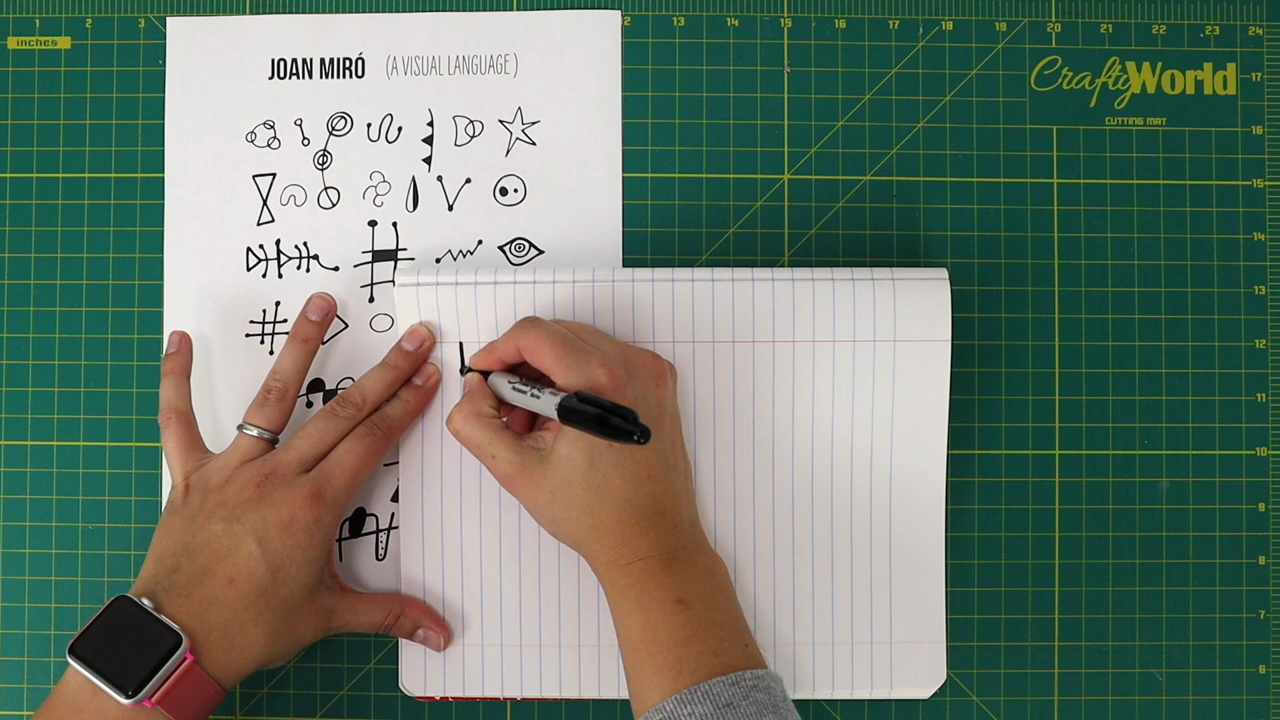 inches
2 3 12 13 14 15 16 17 18 19 20 21 22 23 24
JOAN MIRÓ (A VISUAL LANGUAGE)
CraftyWorld
CUTTING MAT
17
16
15
14
13
12
11
10
9
8
7
6